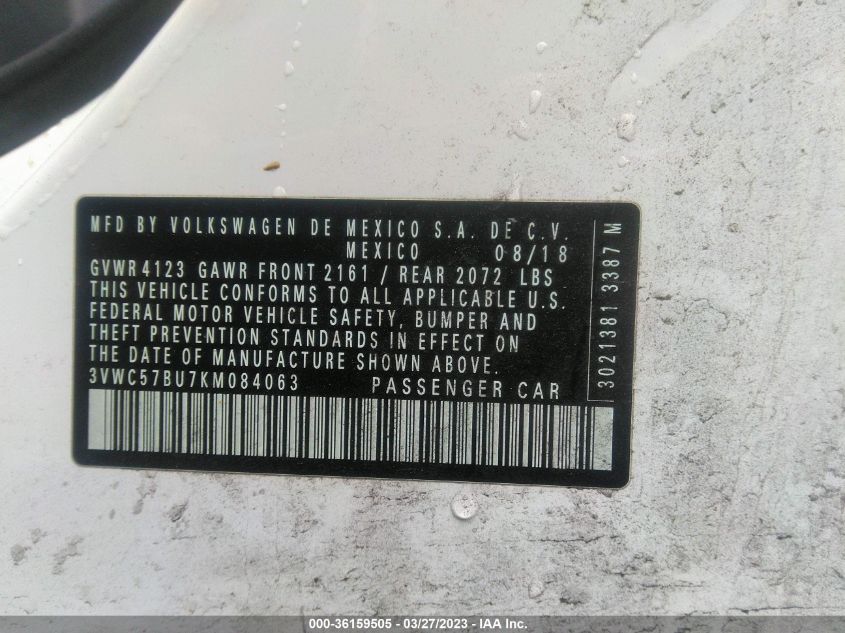 MFD BY VOLKSWAGEN DE MEXICO S.A. DE C.V.
MEXICO 08/18
GVWR 4123 GAWR FRONT 2161 / REAR 2072 LBS
THIS VEHICLE CONFORMS TO ALL APPLICABLE U.S.
FEDERAL MOTOR VEHICLE SAFETY, BUMPER AND
THEFT PREVENTION STANDARDS IN EFFECT ON
THE DATE OF MANUFACTURE SHOWN ABOVE.
3VWC57BU7KM084063 PASSENGER CAR
3021381 3387 M
000-36159505 - 03/27/2023 - IAA Inc.